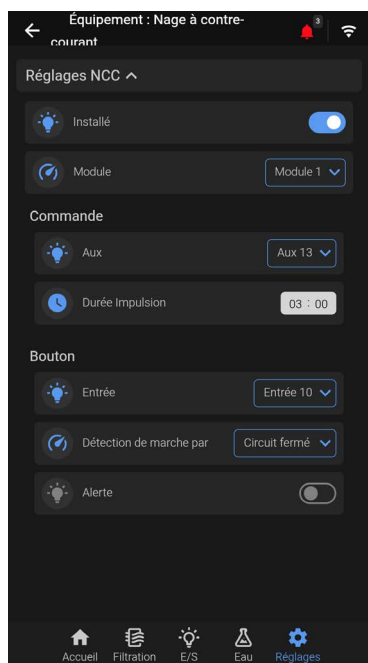 Équipement : Nage à contre-
courant
3
Réglages NCC
Installé
Module
Module 1
Commande
Aux
Aux 13
Durée Impulsion
03 : 00
Bouton
Entrée
Entrée 10
Détection de marche par
Circuit fermé
Alerte
Accueil
Filtration
E/S
Eau
Réglages